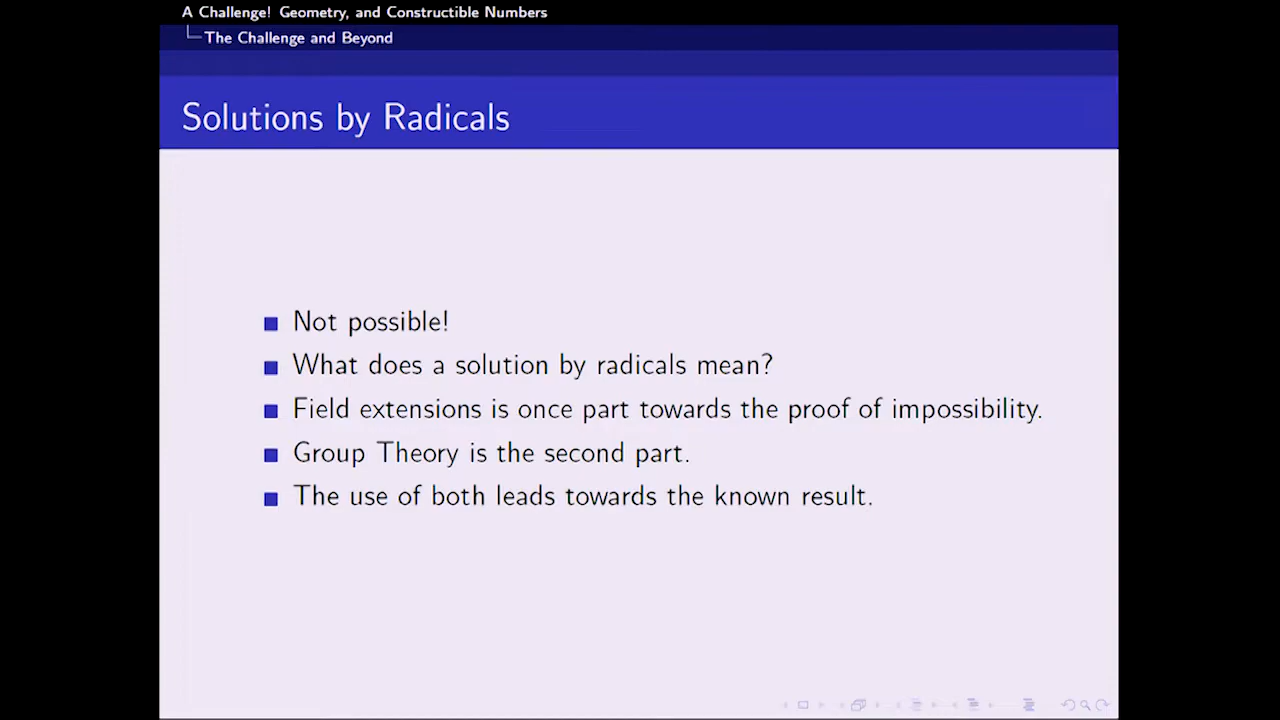 A Challenge! Geometry, and Constructible Numbers
The Challenge and Beyond
Solutions by Radicals
Not possible!
What does a solution by radicals mean?
Field extensions is once part towards the proof of impossibility.
Group Theory is the second part.
The use of both leads towards the known result.